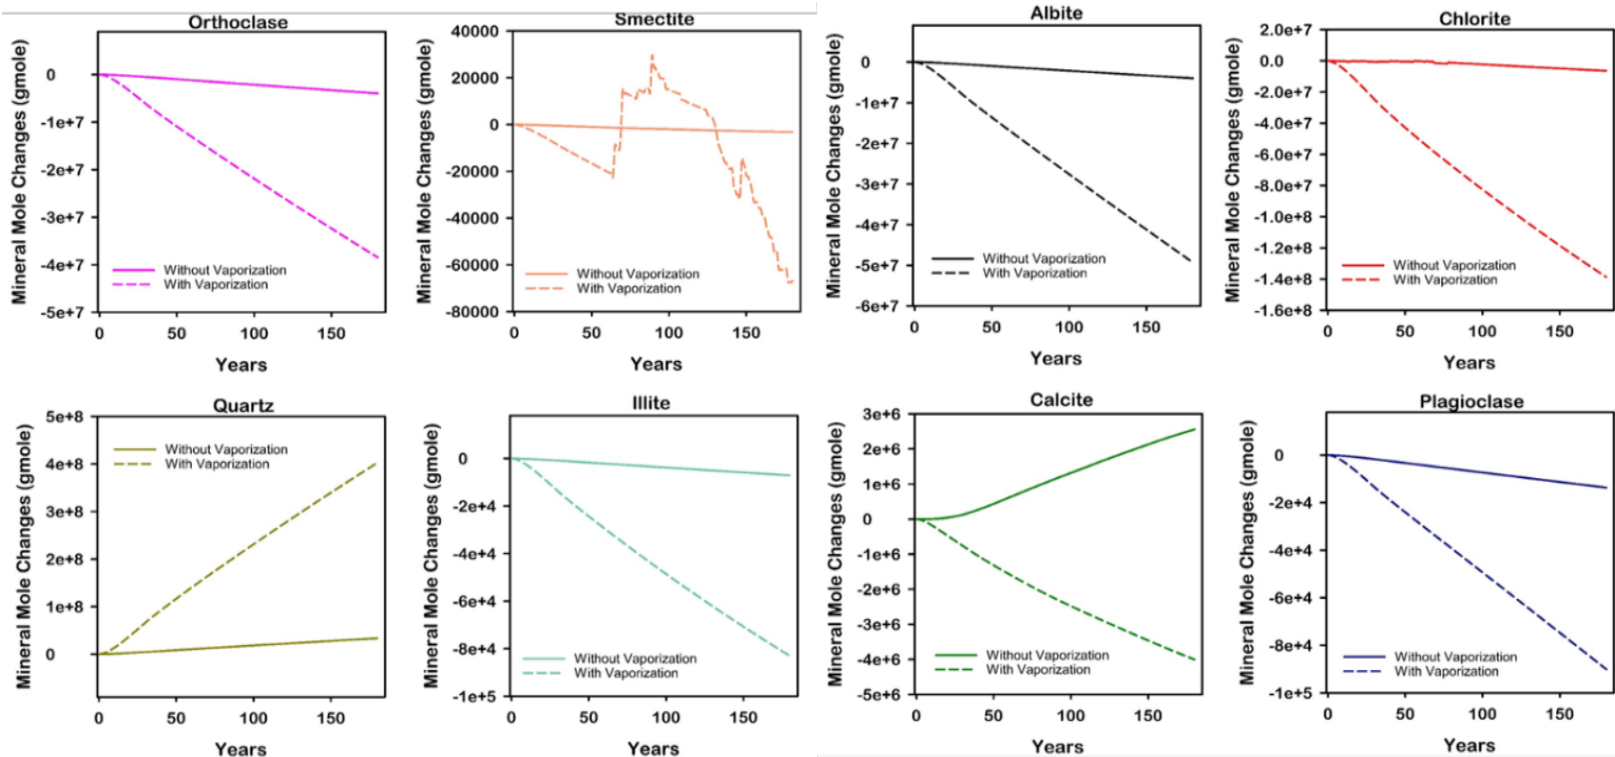 Orthoclase
Mineral Mole Changes (gmole)
0
-1e+7
-2e+7
-3e+7
-4e+7
-5e+7
Without Vaporization
With Vaporization
0 50 100 150
Years
Smectite
Mineral Mole Changes (gmole)
40000
20000
0
-20000
-40000
-60000
-80000
Without Vaporization
With Vaporization
0 50 100 150
Years
Albite
Mineral Mole Changes (gmole)
0
-1e+7
-2e+7
-3e+7
-4e+7
-5e+7
-6e+7
Without Vaporization
With Vaporization
0 50 100 150
Years
Chlorite
Mineral Mole Changes (gmole)
2.0e+7
0.0
-2.0e+7
-4.0e+7
-6.0e+7
-8.0e+7
-1.0e+8
-1.2e+8
-1.4e+8
-1.6e+8
Without Vaporization
With Vaporization
0 50 100 150
Years
Quartz
Mineral Mole Changes (gmole)
5e+8
4e+8
3e+8
2e+8
1e+8
0
Without Vaporization
With Vaporization
0 50 100 150
Years
Illite
Mineral Mole Changes (gmole)
0
-2e+4
-4e+4
-6e+4
-8e+4
-1e+5
Without Vaporization
With Vaporization
0 50 100 150
Years
Calcite
Mineral Mole Changes (gmole)
3e+6
2e+6
1e+6
0
-1e+6
-2e+6
-3e+6
-4e+6
-5e+6
Without Vaporization
With Vaporization
0 50 100 150
Years
Plagioclase
Mineral Mole Changes (gmole)
0
-2e+4
-4e+4
-6e+4
-8e+4
-1e+5
Without Vaporization
With Vaporization
0 50 100 150
Years